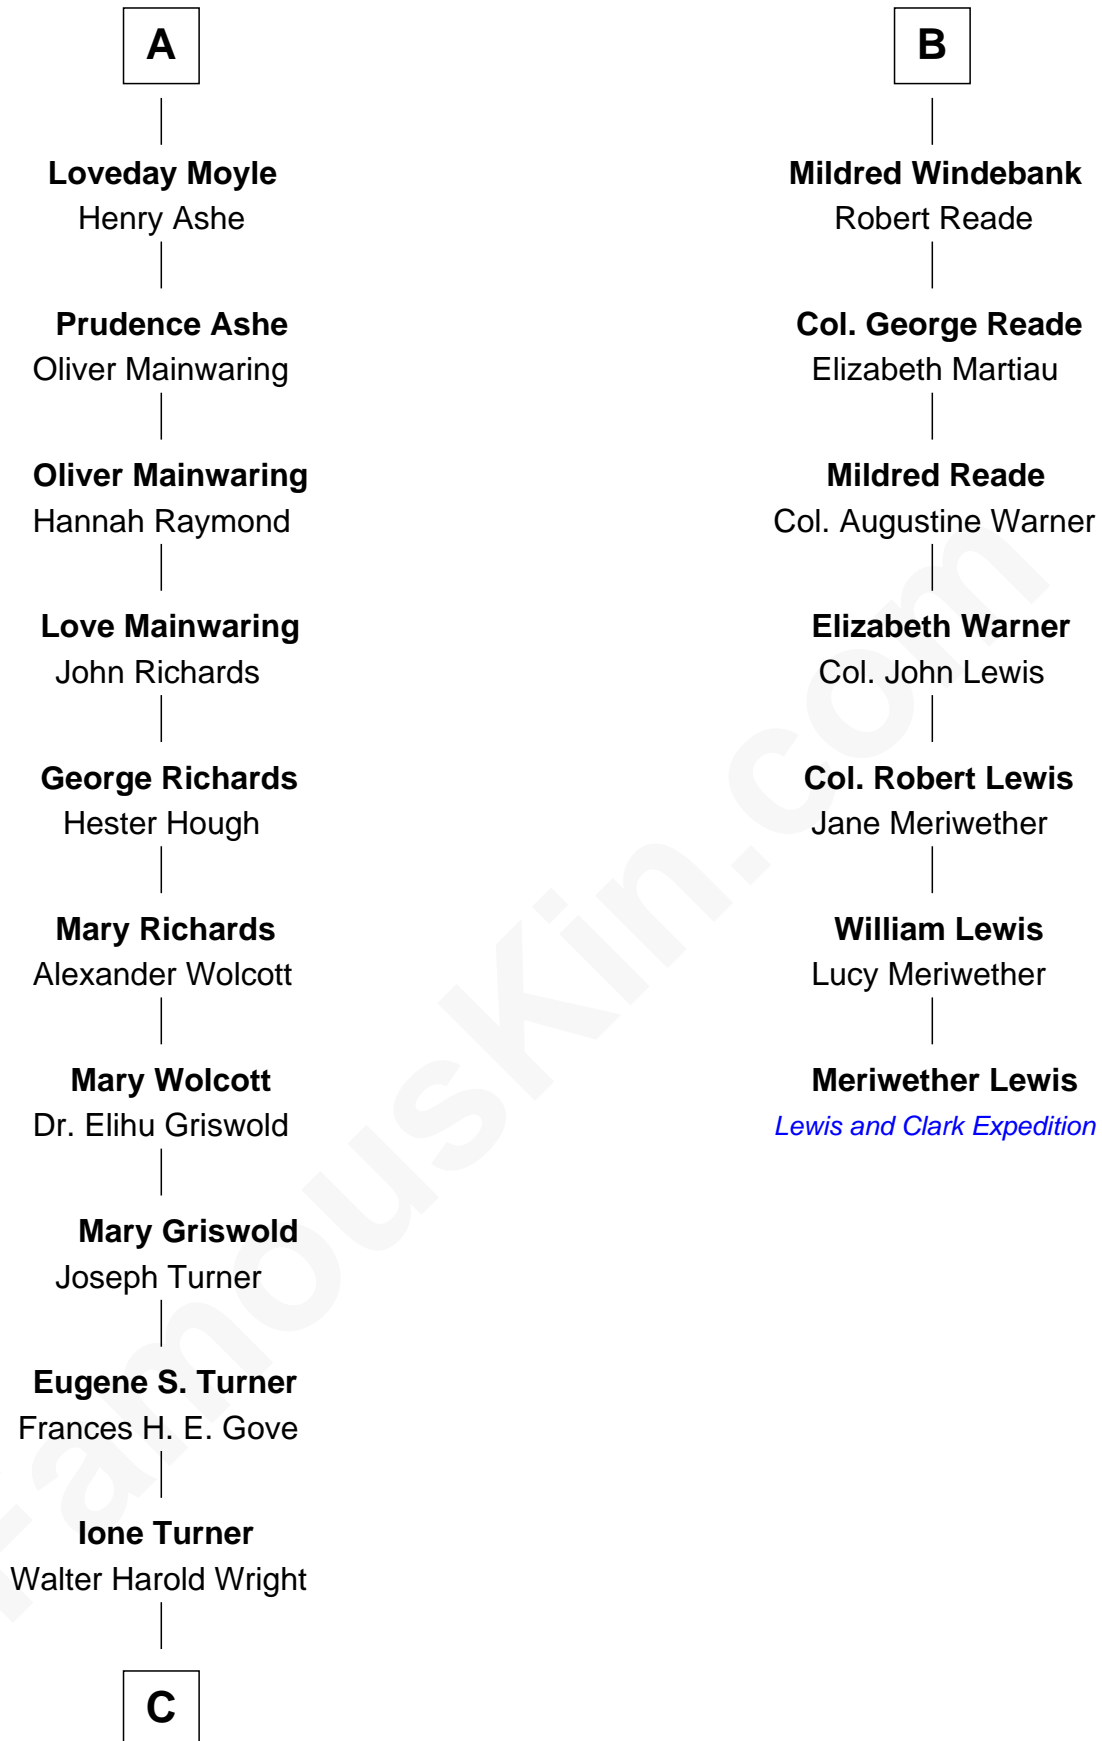 A
Loveday Moyle
Henry Ashe
Prudence Ashe
Oliver Mainwaring
Oliver Mainwaring
Hannah Raymond
Love Mainwaring
John Richards
George Richards
Hester Hough
Mary Richards
Alexander Wolcott
Mary Wolcott
Dr. Elihu Griswold
Mary Griswold
Joseph Turner
Eugene S. Turner
Frances H. E. Gove
Ione Turner
Walter Harold Wright
C
B
Mildred Windebank
Robert Reade
Col. George Reade
Elizabeth Martiau
Mildred Reade
Col. Augustine Warner
Elizabeth Warner
Col. John Lewis
Col. Robert Lewis
Jane Meriwether
William Lewis
Lucy Meriwether
Meriwether Lewis
Lewis and Clark Expedition
FamousKin.com